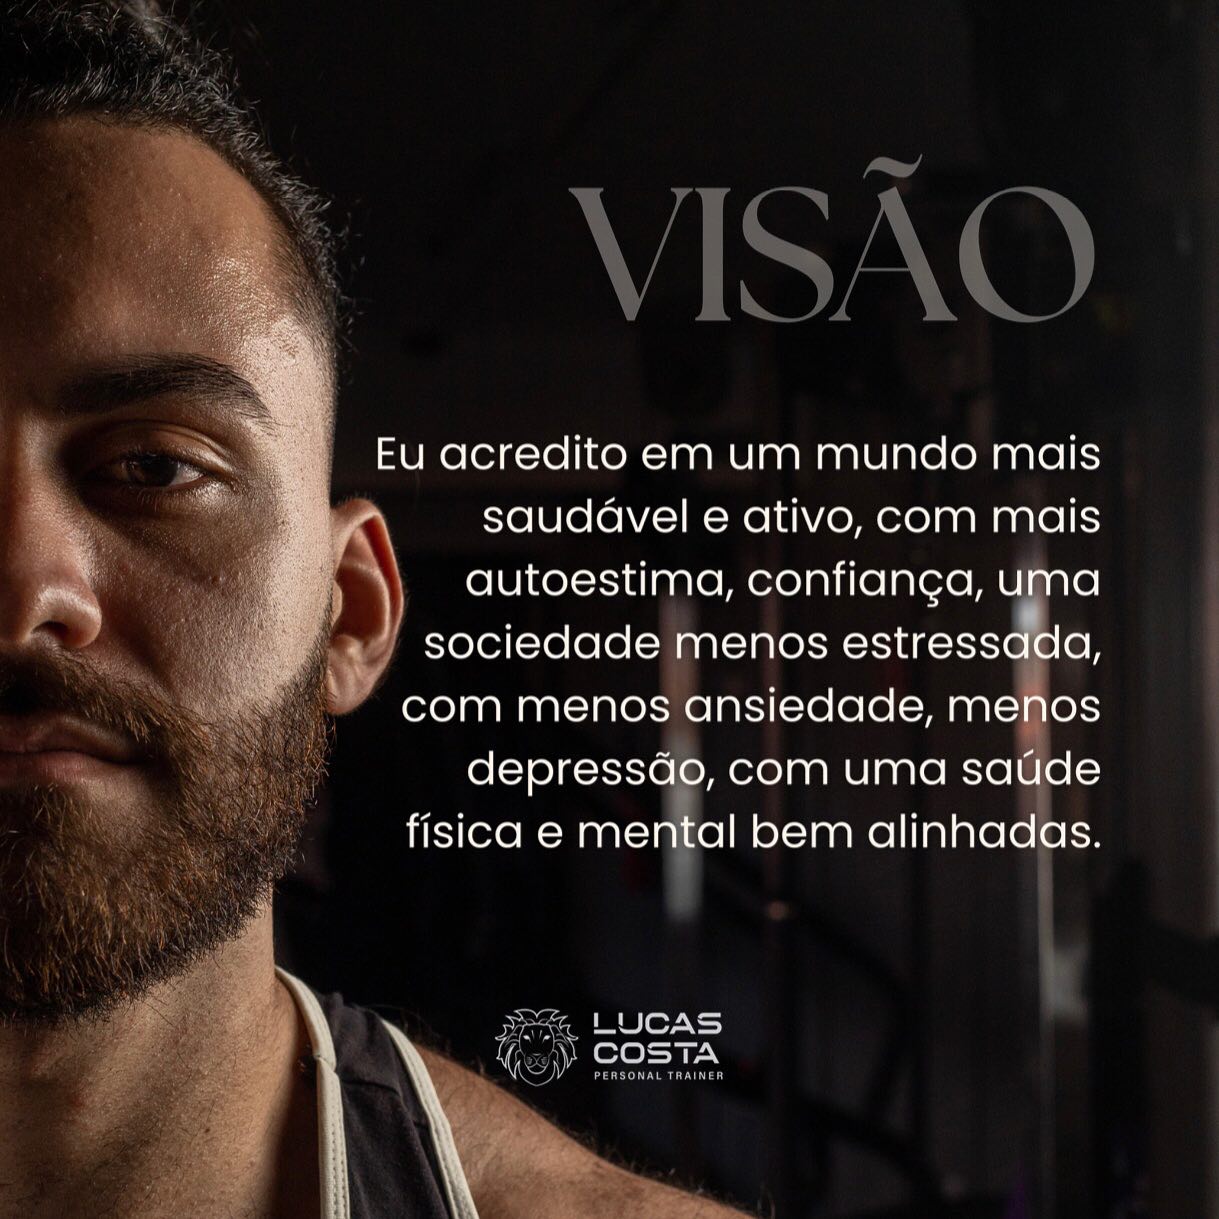 VISÃO
Eu acredito em um mundo mais
saudável e ativo, com mais
autoestima, confiança, uma
sociedade menos estressada,
com menos ansiedade, menos
depressão, com uma saúde
física e mental bem alinhadas.
LUCAS
COSTA
PERSONAL TRAINER